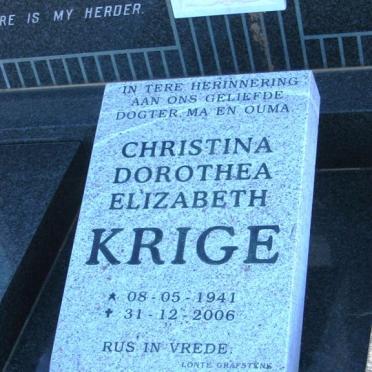 RE IS MY HERDER.
IN TERE HERINNERING
AAN ONS GELIEFDE
DOGTER, MA EN OUMA
CHRISTINA
DOROTHEA
ELIZABETH
KRIGE
★ 08-05-1941
✝ 31-12-2006
RUS IN VREDE.
LONTE GRAFSTENE